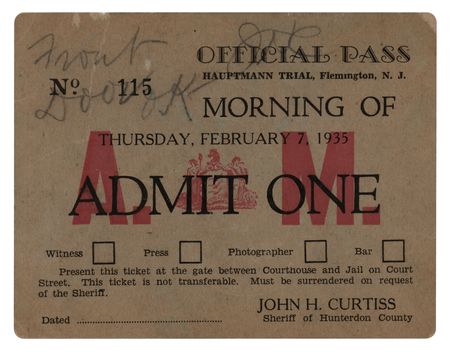 Front
Door OK
OFFICIAL PASS
HAUPTMANN TRIAL, Flemington, N. J.
No. 115
MORNING OF
THURSDAY, FEBRUARY 7, 1935
A. M.
ADMIT ONE
Witness Press Photographer Bar
Present this ticket at the gate between Courthouse and Jail on Court
Street. This ticket is not transferable. Must be surrendered on request
of the Sheriff.
JOHN H. CURTISS
Dated ........................................ Sheriff of Hunterdon County